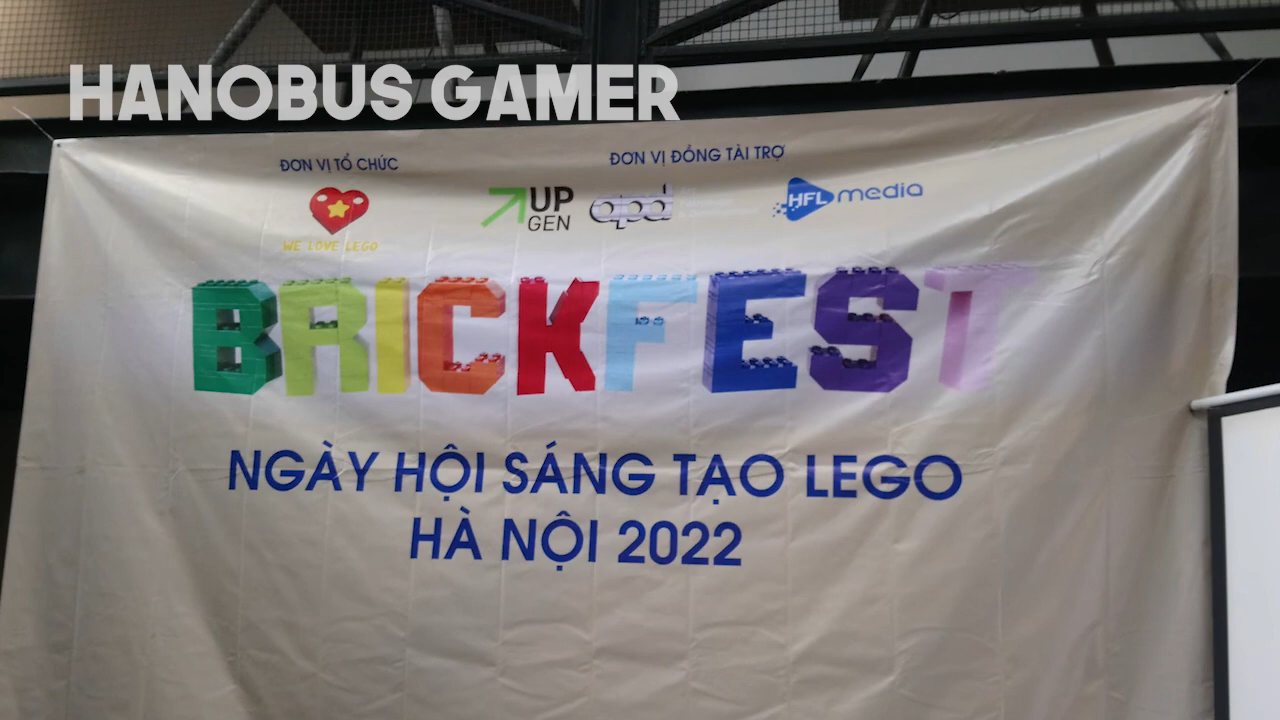 HANOBUS GAMER
ĐƠN VỊ TỔ CHỨC
ĐƠN VỊ ĐỒNG TÀI TRỢ
WE LOVE LEGO
UP
GEN
apd
HFL media
BRICKFEST
NGÀY HỘI SÁNG TẠO LEGO
HÀ NỘI 2022